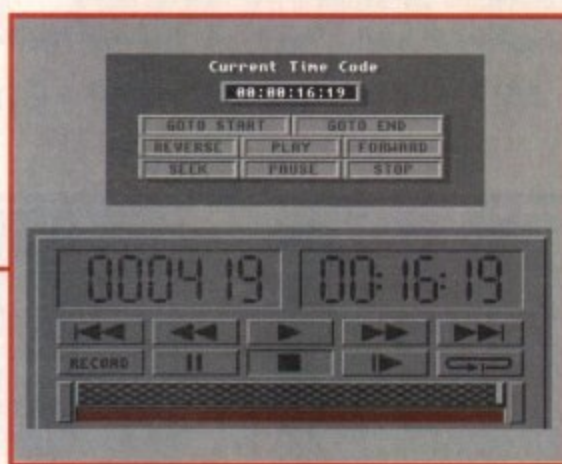 Current Time Code
00:00:16:19
GOTO START GOTO END
REVERSE PLAY FORWARD
SEEK PAUSE STOP
000419 00:16:19
RECORD